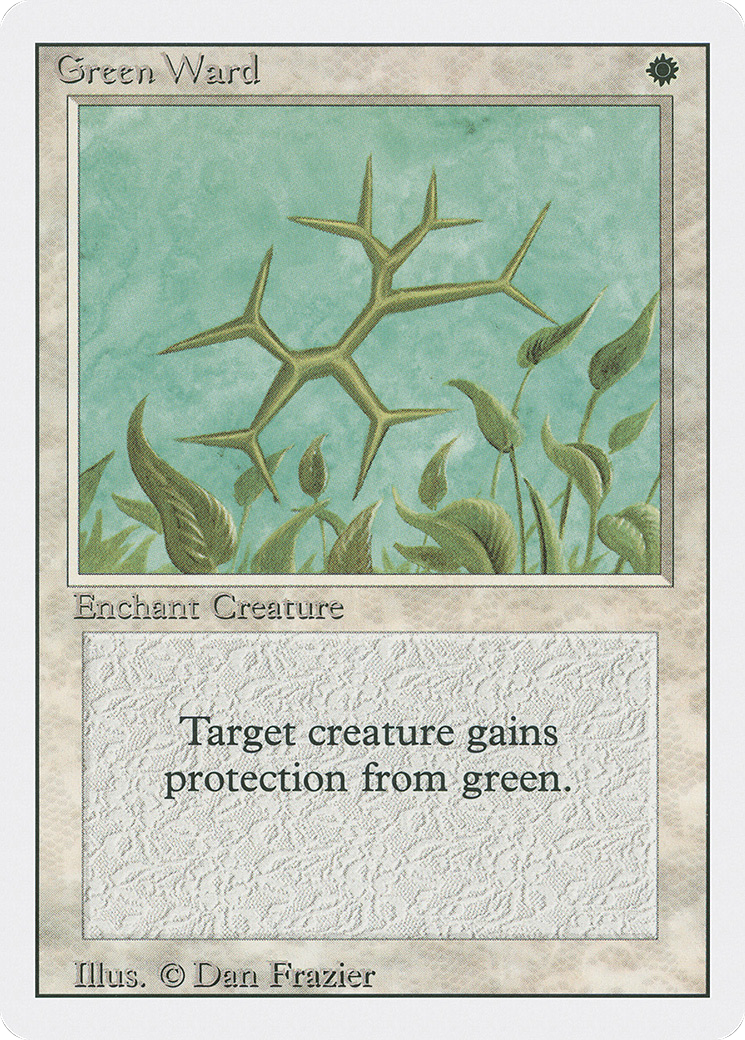 Green Ward
Enchant Creature
Target creature gains
protection from green.
Illus. © Dan Frazier